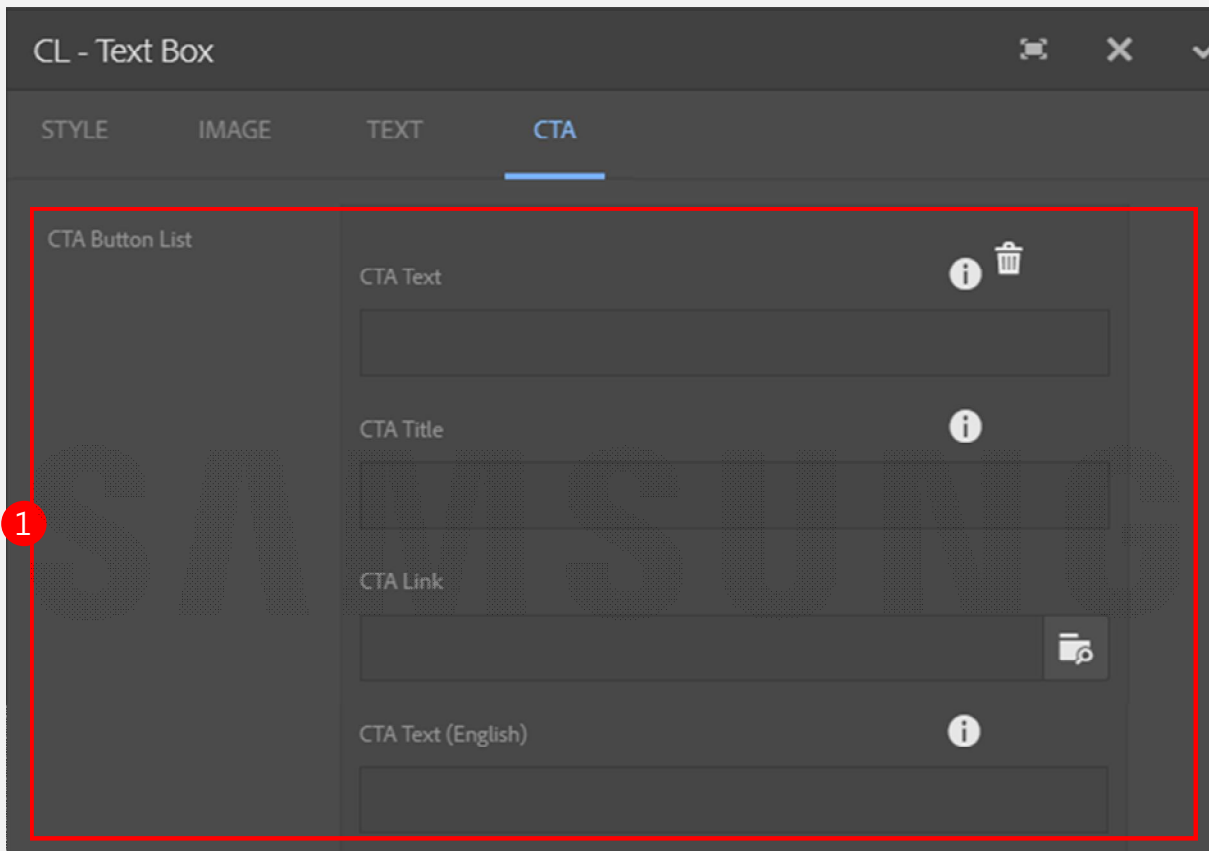 CL - Text Box
STYLE IMAGE TEXT CTA
CTA Button List
CTA Text
CTA Title
SAMSUNG
1
CTA Link
CTA Text (English)